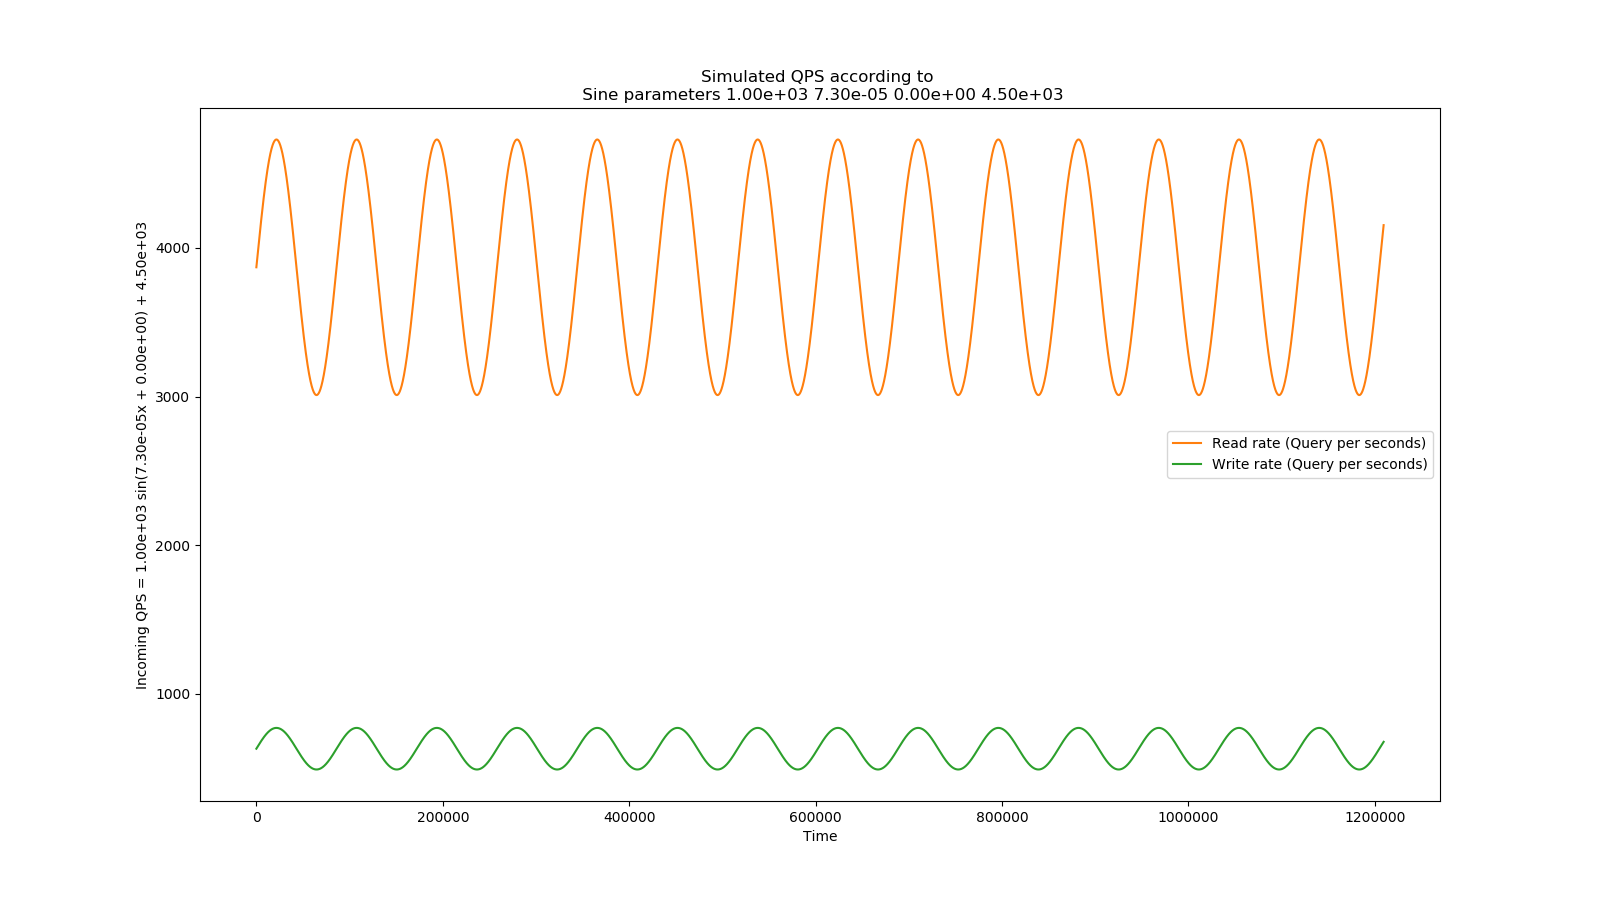 Simulated QPS according to
Sine parameters 1.00e+03 7.30e-05 0.00e+00 4.50e+03
Incoming QPS = 1.00e+03 sin(7.30e-05x + 0.00e+00) + 4.50e+03
4000
3000
2000
1000
Read rate (Query per seconds)
Write rate (Query per seconds)
0 200000 400000 600000 800000 1000000 1200000
Time